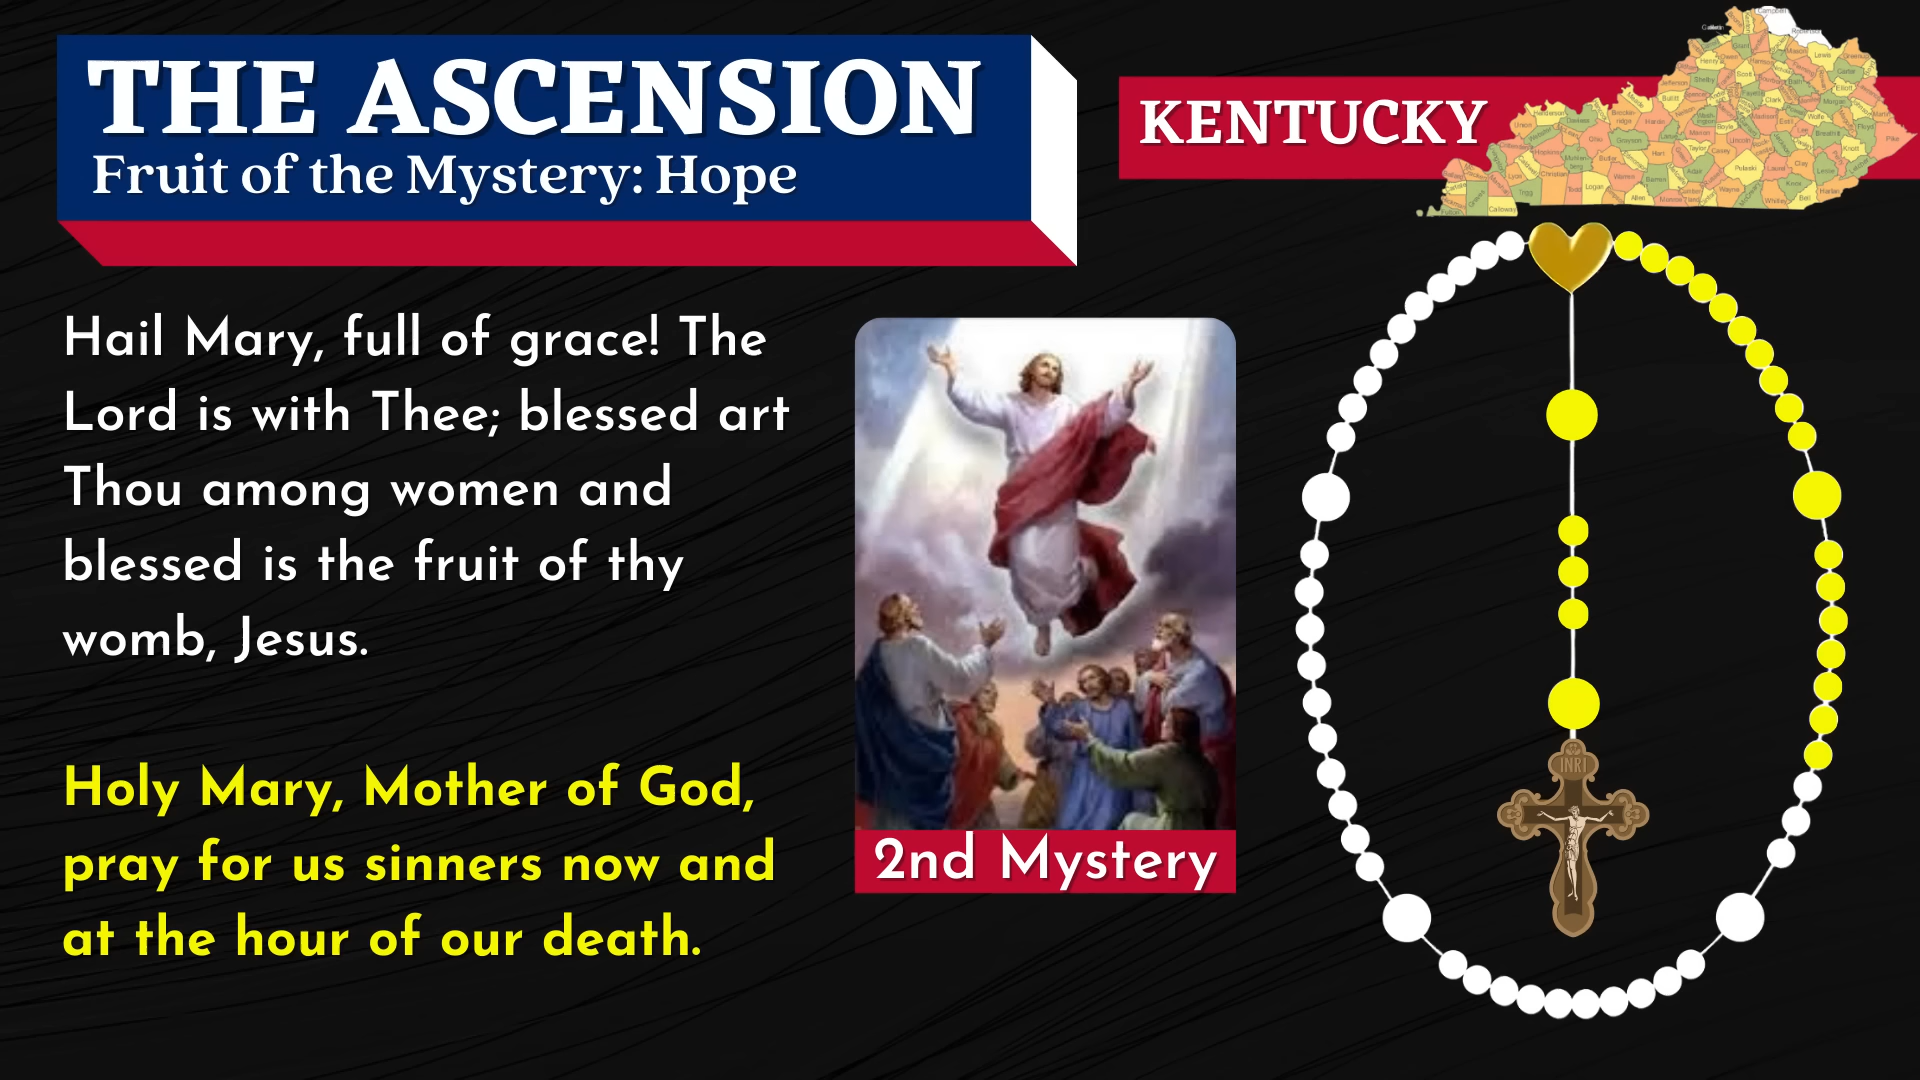 THE ASCENSION
Fruit of the Mystery: Hope
KENTUCKY
Hail Mary, full of grace! The
Lord is with Thee; blessed art
Thou among women and
blessed is the fruit of thy
womb, Jesus.
Holy Mary, Mother of God,
pray for us sinners now and
at the hour of our death.
2nd Mystery
INRI